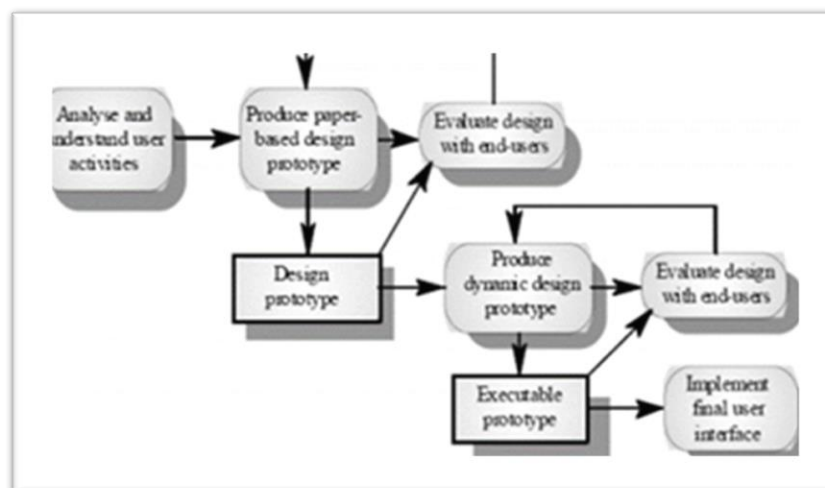 Analyse and
nderstand user
activities
Produce paper-
based design
prototype
Evaluate design
with end-users
Design
prototype
Produce
dynamic design
prototype
Evaluate design
with end-users
Executable
prototype
Implement
final user
interface